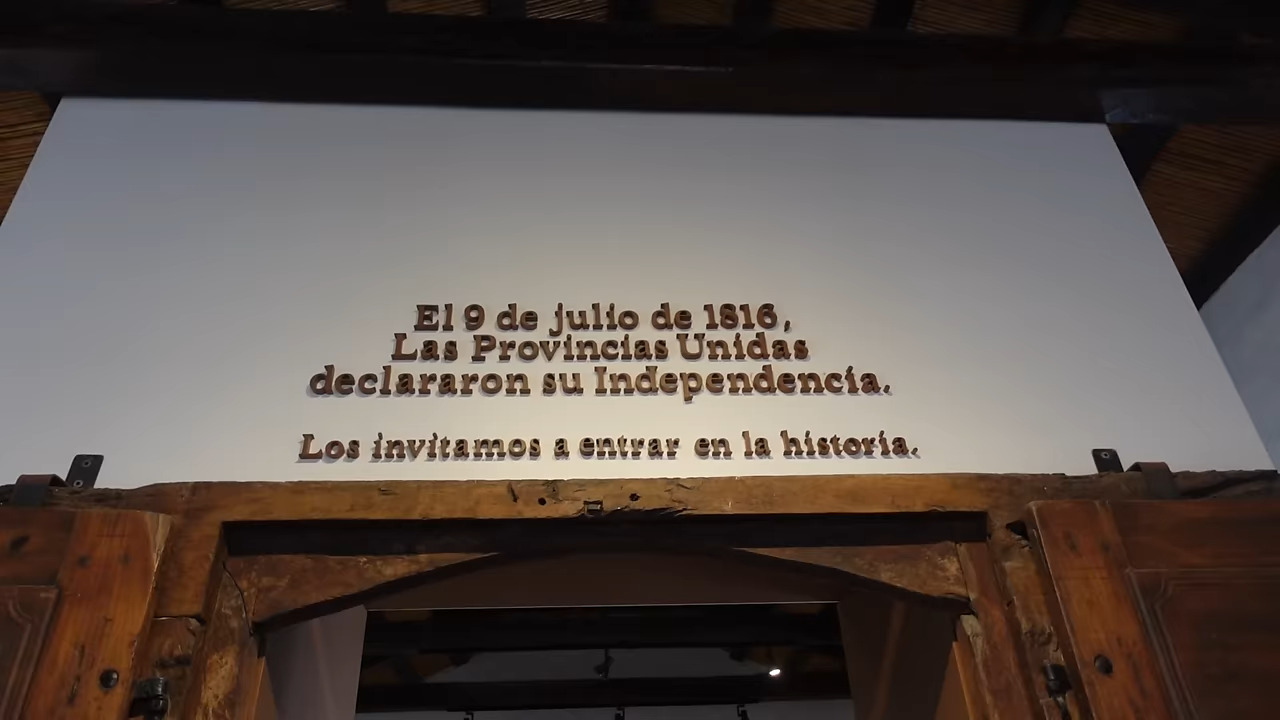 El 9 de julio de 1816,
Las Provincias Unidas
declararon su Independencia.
Los invitamos a entrar en la historia.